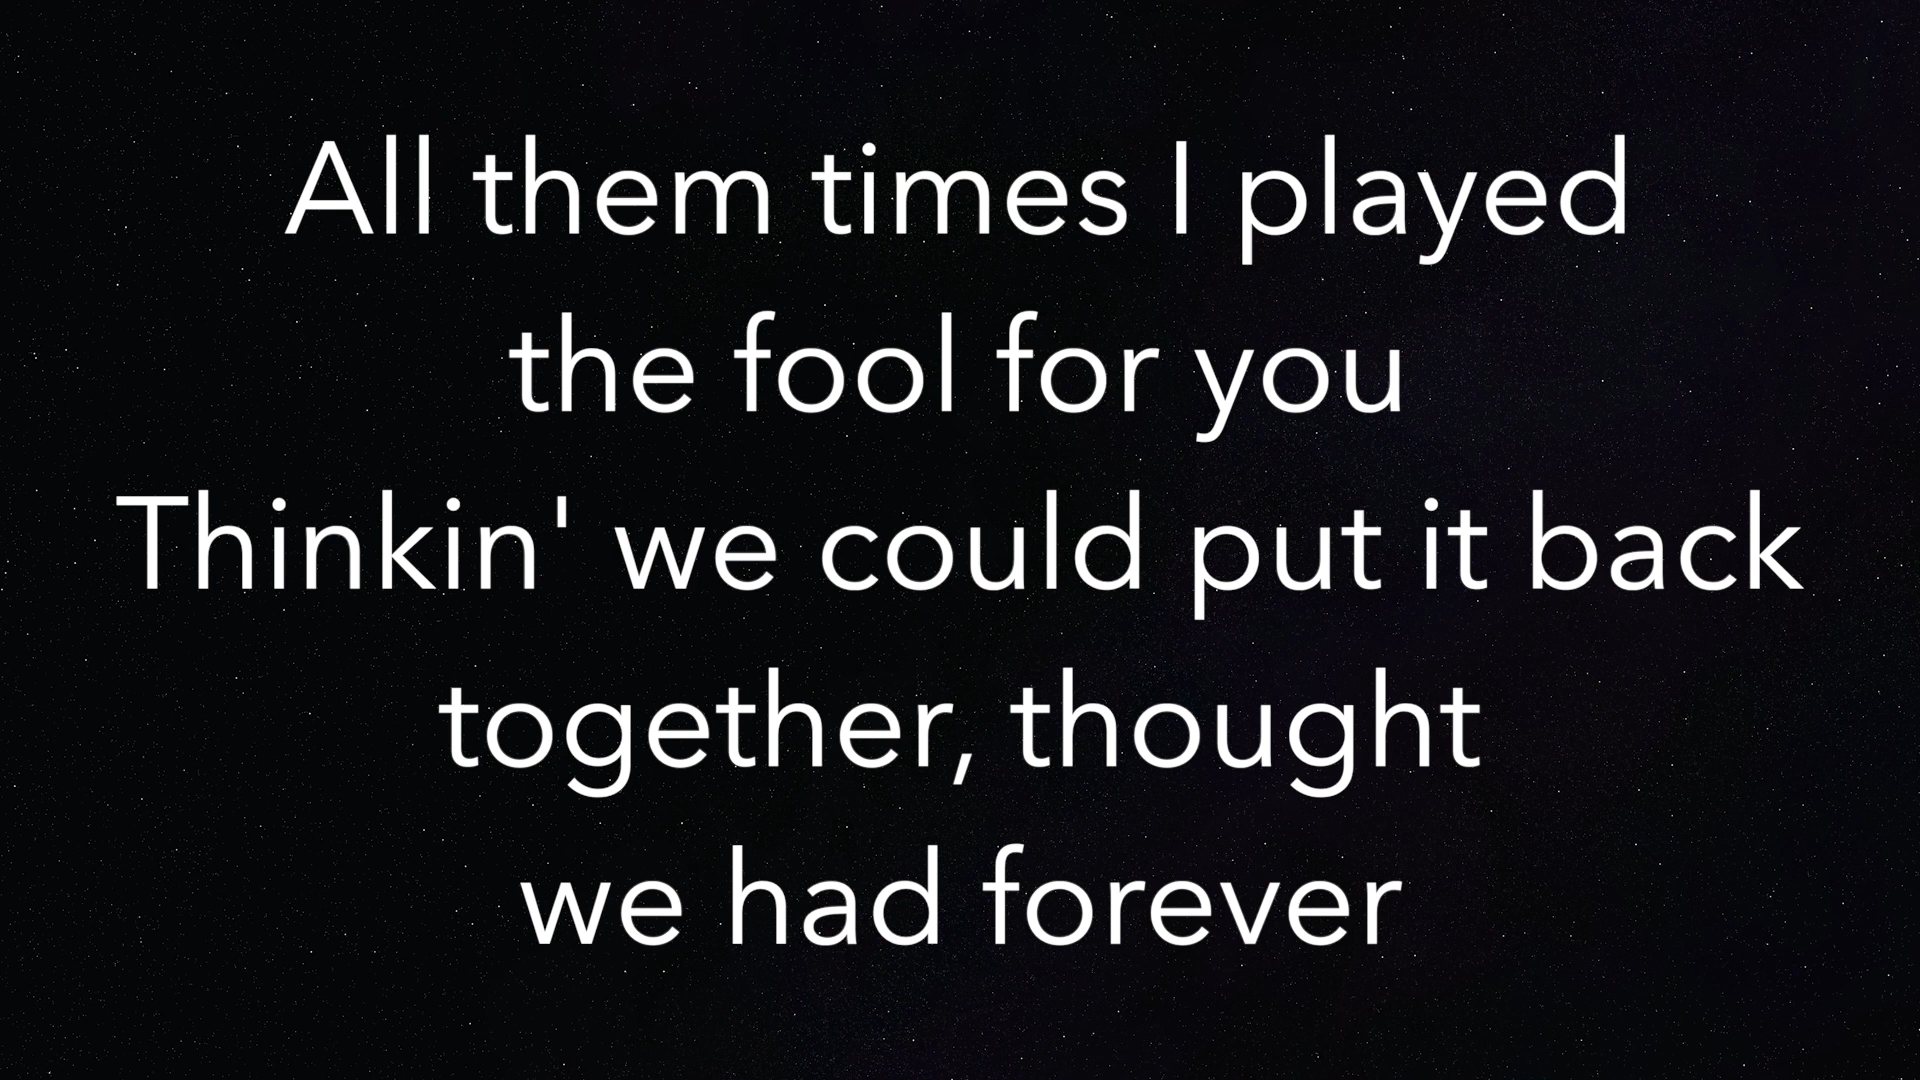 All them times I played
the fool for you
Thinkin' we could put it back
together, thought
we had forever